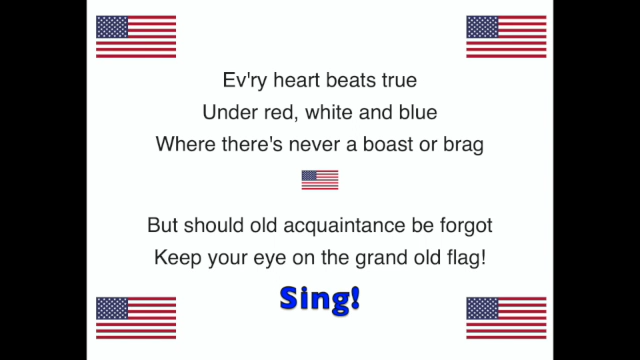 Ev'ry heart beats true
Under red, white and blue
Where there's never a boast or brag
But should old acquaintance be forgot
Keep your eye on the grand old flag!
Sing!